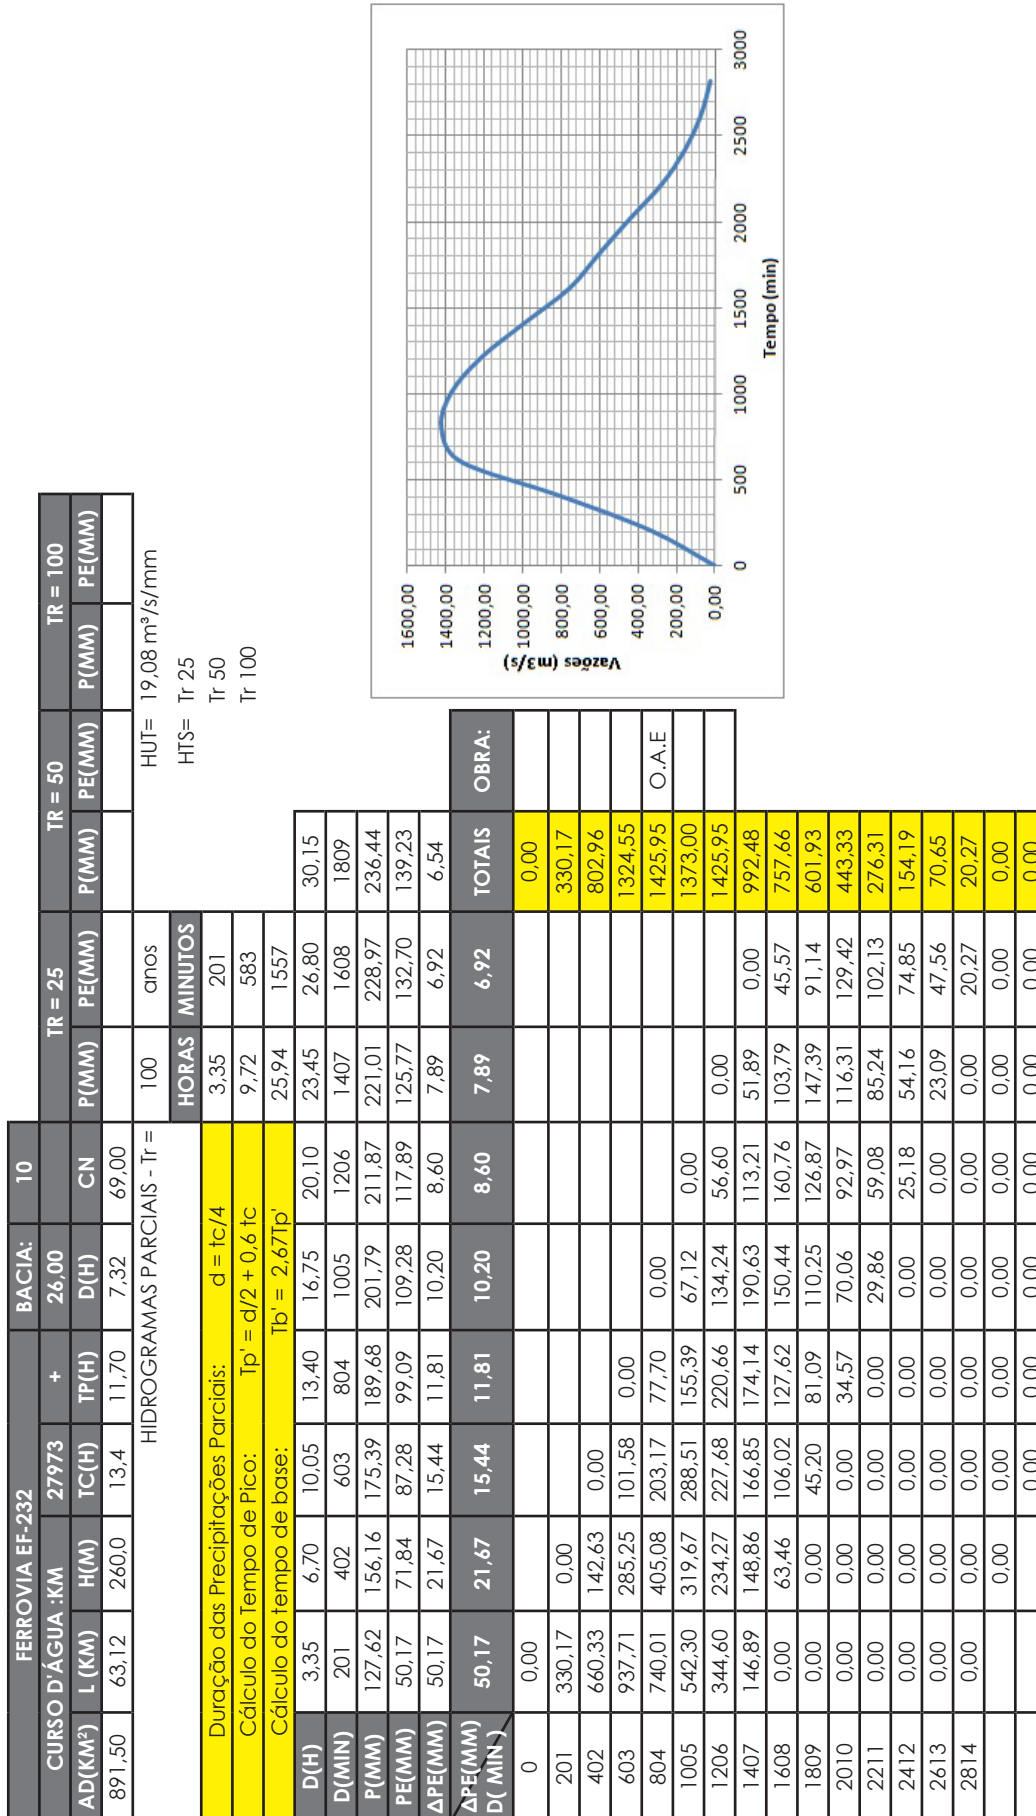 FERROVIA EF-232 BACIA: 10
CURSO D'ÁGUA :KM 27973 + 26,00 TR = 25 TR = 50 TR = 100
AD(KM²) L (KM) H(M) TC(H) TP(H) D(H) CN P(MM) PE(MM) P(MM) PE(MM) P(MM) PE(MM)
891,50 63,12 260,0 13,4 11,70 7,32 69,00
HIDROGRAMAS PARCIAIS - Tr = 100 anos HUT= 19,08 m³/s/mm
HORAS MINUTOS HTS= Tr 25
Duração das Precipitações Parciais: d = tc/4 3,35 201 Tr 50
Cálculo do Tempo de Pico: Tp' = d/2 + 0,6 tc 9,72 583 Tr 100
Cálculo do tempo de base: Tb' = 2,67Tp' 25,94 1557
D(H) 3,35 6,70 10,05 13,40 16,75 20,10 23,45 26,80 30,15
D(MIN) 201 402 603 804 1005 1206 1407 1608 1809
P(MM) 127,62 156,16 175,39 189,68 201,79 211,87 221,01 228,97 236,44
PE(MM) 50,17 71,84 87,28 99,09 109,28 117,89 125,77 132,70 139,23
ΔPE(MM) 50,17 21,67 15,44 11,81 10,20 8,60 7,89 6,92 6,54
ΔPE(MM) D( MIN ) 50,17 21,67 15,44 11,81 10,20 8,60 7,89 6,92 TOTAIS OBRA:
0 0,00 0,00
201 330,17 0,00 330,17
402 660,33 142,63 0,00 802,96
603 937,71 285,25 101,58 0,00 1324,55
804 740,01 405,08 203,17 77,70 0,00 1425,95 O.A.E
1005 542,30 319,67 288,51 155,39 67,12 0,00 1373,00
1206 344,60 234,27 227,68 220,66 134,24 56,60 0,00 1425,95
1407 146,89 148,86 166,85 174,14 190,63 113,21 51,89 0,00 992,48
1608 0,00 63,46 106,02 127,62 150,44 160,76 103,79 45,57 757,66
1809 0,00 0,00 45,20 81,09 110,25 126,87 147,39 91,14 601,93
2010 0,00 0,00 0,00 34,57 70,06 92,97 116,31 129,42 443,33
2211 0,00 0,00 0,00 0,00 29,86 59,08 85,24 102,13 276,31
2412 0,00 0,00 0,00 0,00 0,00 25,18 54,16 74,85 154,19
2613 0,00 0,00 0,00 0,00 0,00 0,00 23,09 47,56 70,65
2814 0,00 0,00 0,00 0,00 0,00 0,00 0,00 20,27 20,27
0,00 0,00 0,00 0,00 0,00 0,00 0,00 0,00
0,00 0,00 0,00 0,00 0,00 0,00
1600,00
1400,00
1200,00
1000,00
800,00
600,00
400,00
200,00
0,00
Vazões (m3/s)
0 500 1000 1500 2000 2500 3000
Tempo (min)